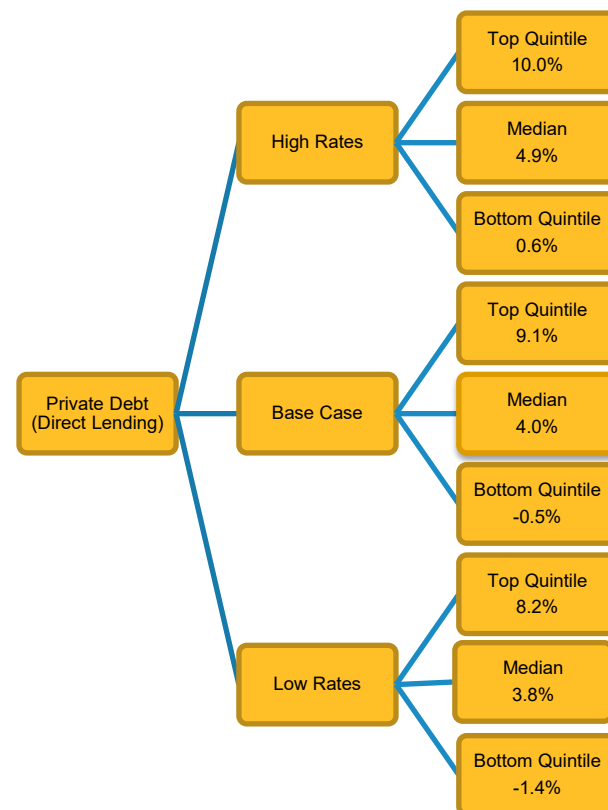 Private Debt
(Direct Lending)
High Rates
Top Quintile
10.0%
Median
4.9%
Bottom Quintile
0.6%
Base Case
Top Quintile
9.1%
Median
4.0%
Bottom Quintile
-0.5%
Low Rates
Top Quintile
8.2%
Median
3.8%
Bottom Quintile
-1.4%